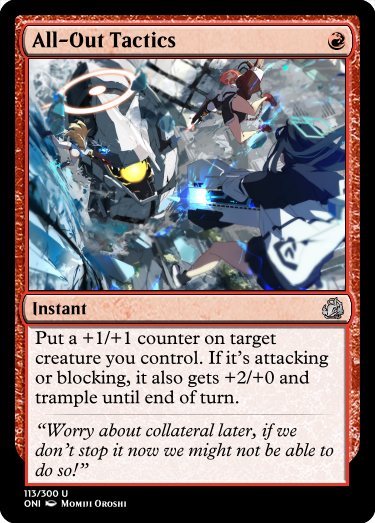 All-Out Tactics
Instant
Put a +1/+1 counter on target
creature you control. If it's attacking
or blocking, it also gets +2/+0 and
trample until end of turn.
“Worry about collateral later, if we
don't stop it now we might not be able to
do so!”
113/300 U
ONI Momiji Oroshi